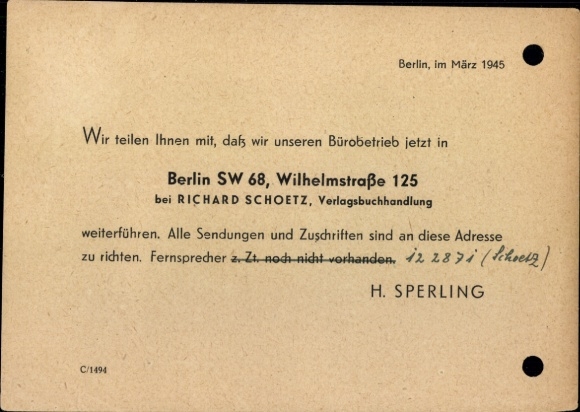 Berlin, im März 1945
Wir teilen Ihnen mit, daß wir unseren Bürobetrieb jetzt in
Berlin SW 68, Wilhelmstraße 125
bei RICHARD SCHOETZ, Verlagsbuchhandlung
weiterführen. Alle Sendungen und Zuschriften sind an diese Adresse
zu richten. Fernsprecher z. Zt. noch nicht vorhanden. 12 2871 (Schoetz)
H. SPERLING
C/1494